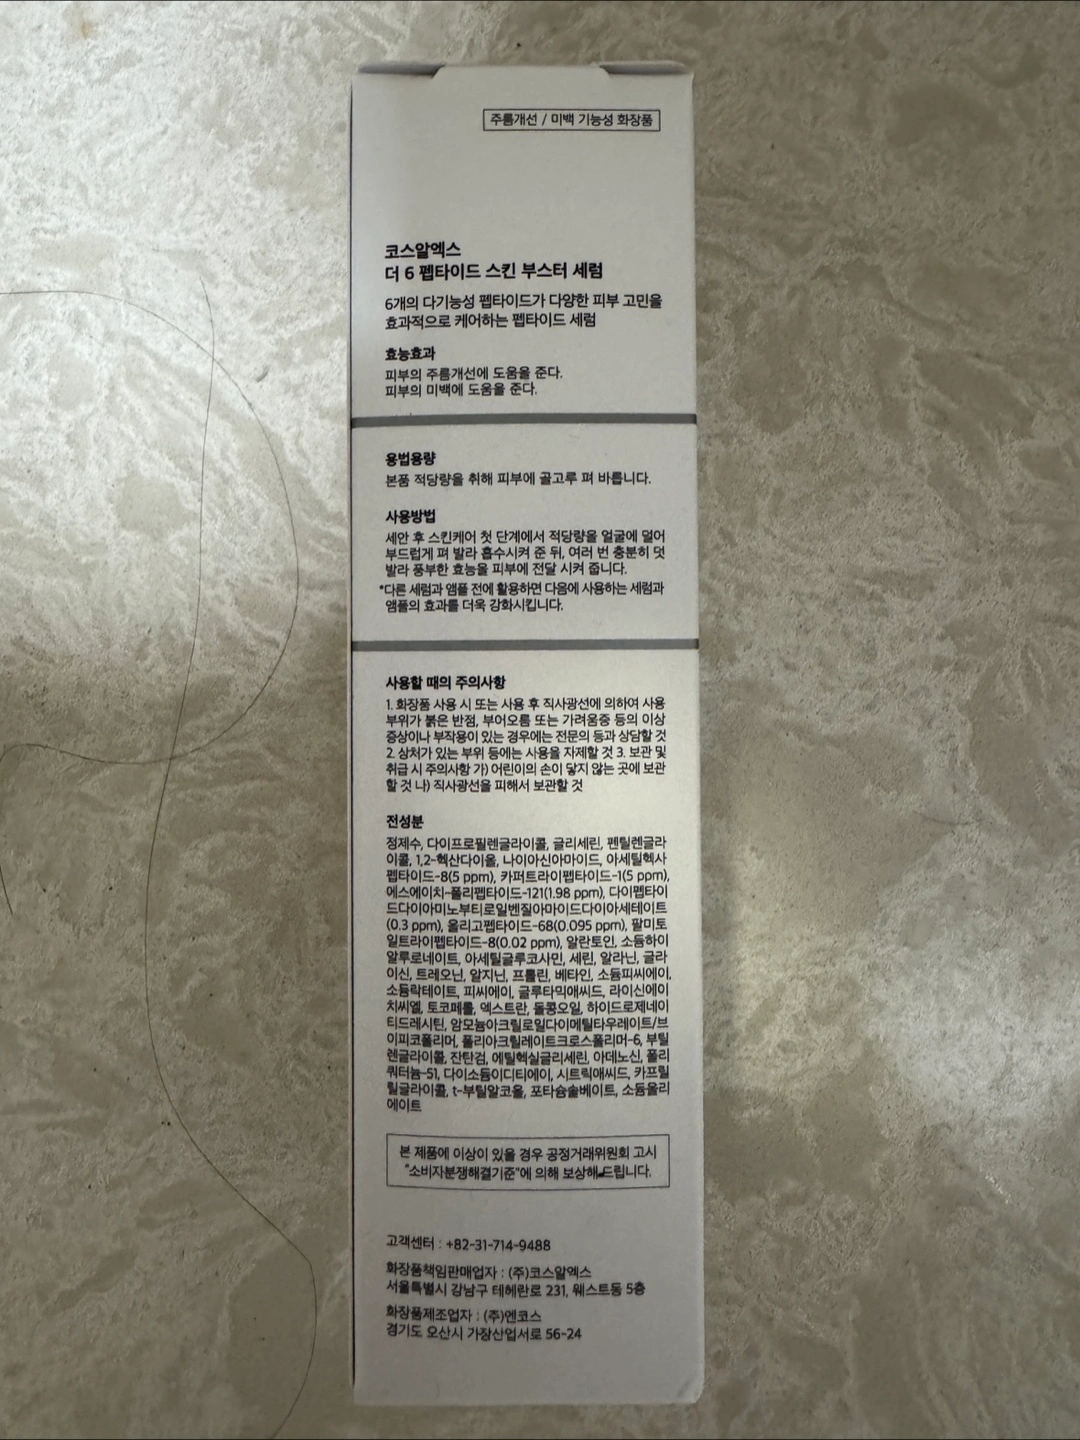 주름개선 / 미백 기능성 화장품
코스알엑스
더 6 펩타이드 스킨 부스터 세럼
6개의 다기능성 펩타이드가 다양한 피부 고민을
효과적으로 케어하는 펩타이드 세럼
효능효과
피부의 주름개선에 도움을 준다.
피부의 미백에 도움을 준다.
용법용량
본품 적당량을 취해 피부에 골고루 펴 바릅니다.
사용방법
세안 후 스킨케어 첫 단계에서 적당량을 얼굴에 덜어
부드럽게 펴 발라 흡수시켜 준 뒤, 여러 번 충분히 덧
발라 풍부한 효능을 피부에 전달 시켜 줍니다.
*다른 세럼과 앰플 전에 활용하면 다음에 사용하는 세럼과
앰플의 효과를 더욱 강화시킵니다.
사용할 때의 주의사항
1. 화장품 사용 시 또는 사용 후 직사광선에 의하여 사용
부위가 붉은 반점, 부어오름 또는 가려움증 등의 이상
증상이나 부작용이 있는 경우에는 전문의 등과 상담할 것
2. 상처가 있는 부위 등에는 사용을 자제할 것 3. 보관 및
취급 시 주의사항 가) 어린이의 손이 닿지 않는 곳에 보관
할 것 나) 직사광선을 피해서 보관할 것
전성분
정제수, 다이프로필렌글라이콜, 글리세린, 펜틸렌글라
이콜, 1,2-헥산다이올, 나이아신아마이드, 아세틸헥사
펩타이드-8(5 ppm), 카퍼트라이펩타이드-1(5 ppm),
에스에이치-폴리펩타이드-121(1.98 ppm), 다이펩타이
드다이아미노부티로일벤질아마이드다이아세테이트
(0.3 ppm), 올리고펩타이드-68(0.095 ppm), 팔미토
일트라이펩타이드-8(0.02 ppm), 알란토인, 소듐하이
알루로네이트, 아세틸글루코사민, 세린, 알라닌, 글라
이신, 트레오닌, 알지닌, 프롤린, 베타인, 소듐피씨에이,
소듐락테이트, 피씨에이, 글루타믹애씨드, 라이신에이
치씨엘, 토코페롤, 덱스트란, 돌콩오일, 하이드로제네이
티드레시틴, 암모늄아크릴로일다이메틸타우레이트/브
이피코폴리머, 폴리아크릴레이트크로스폴리머-6, 부틸
렌글라이콜, 잔탄검, 에틸헥실글리세린, 아데노신, 폴리
쿼터늄-51, 다이소듐이디티에이, 시트릭애씨드, 카프릴
릴글라이콜, t-부틸알코올, 포타슘솔베이트, 소듐올리
에이트
본 제품에 이상이 있을 경우 공정거래위원회 고시
"소비자분쟁해결기준"에 의해 보상해 드립니다.
고객센터 : +82-31-714-9488
화장품책임판매업자 : (주)코스알엑스
서울특별시 강남구 테헤란로 231, 웨스트동 5층
화장품제조업자 : (주)엔코스
경기도 오산시 가장산업서로 56-24